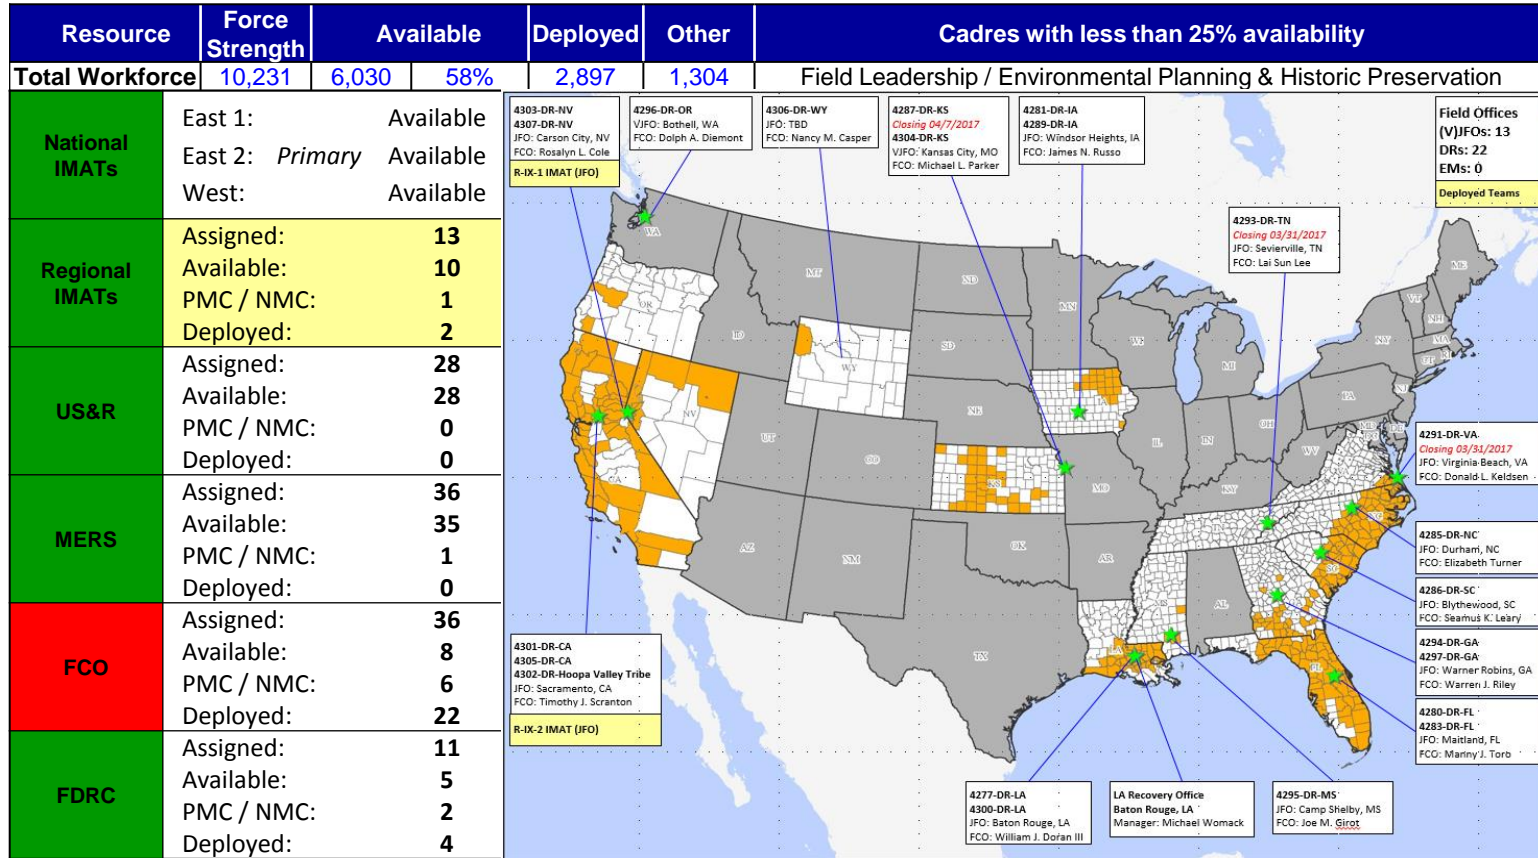 Resource Force Strength Available Deployed Other Cadres with less than 25% availability
Total Workforce 10,231 6,030 58% 2,897 1,304 Field Leadership / Environmental Planning & Historic Preservation
National IMATs
East 1: Available
East 2: Primary Available
West: Available
Regional IMATs
Assigned: 13
Available: 10
PMC / NMC: 1
Deployed: 2
US&R
Assigned: 28
Available: 28
PMC / NMC: 0
Deployed: 0
MERS
Assigned: 36
Available: 35
PMC / NMC: 1
Deployed: 0
FCO
Assigned: 36
Available: 8
PMC / NMC: 6
Deployed: 22
FDRC
Assigned: 11
Available: 5
PMC / NMC: 2
Deployed: 4
4303-DR-NV
4307-DR-NV
JFO: Carson City, NV
FCO: Rosalyn L. Cole
R-IX-1 IMAT (JFO)
4296-DR-OR
VJFO: Bothell, WA
FCO: Dolph A. Diemont
4306-DR-WY
JFO: TBD
FCO: Nancy M. Casper
4287-DR-KS
Closing 04/7/2017
4304-DR-KS
VJFO: Kansas City, MO
FCO: Michael L. Parker
4281-DR-IA
4289-DR-IA
JFO: Windsor Heights, IA
FCO: James N. Russo
Field Offices
(V)JFOs: 13
DRs: 22
EMs: 0
Deployed Teams
4293-DR-TN
Closing 03/31/2017
JFO: Sevierville, TN
FCO: Lai Sun Lee
4291-DR-VA
Closing 03/31/2017
JFO: Virginia Beach, VA
FCO: Donald L. Keldsen
4285-DR-NC
JFO: Durham, NC
FCO: Elizabeth Turner
4286-DR-SC
JFO: Blythewood, SC
FCO: Seamus K. Leary
4294-DR-GA
4297-DR-GA
JFO: Warner Robins, GA
FCO: Warren J. Riley
4280-DR-FL
4283-DR-FL
JFO: Maitland, FL
FCO: Manny J. Torb
4301-DR-CA
4305-DR-CA
4302-DR-Hoopa Valley Tribe
JFO: Sacramento, CA
FCO: Timothy J. Scranton
R-IX-2 IMAT (JFO)
4277-DR-LA
4300-DR-LA
JFO: Baton Rouge, LA
FCO: William J. Doran III
LA Recovery Office
Baton Rouge, LA
Manager: Michael Womack
4295-DR-MS
JFO: Camp Shelby, MS
FCO: Joe M. Girot
WA
MT
ND
MN
ME
OR
ID
SD
WI
VT
NH
WY
MI
NY
MA
RI
NV
NE
IA
PA
NJ
UT
CO
IL
IN
OH
DE
CA
KS
MO
WV
KY
NC
AZ
NM
OK
AR
SC
TX
MS
AL
LA
FL